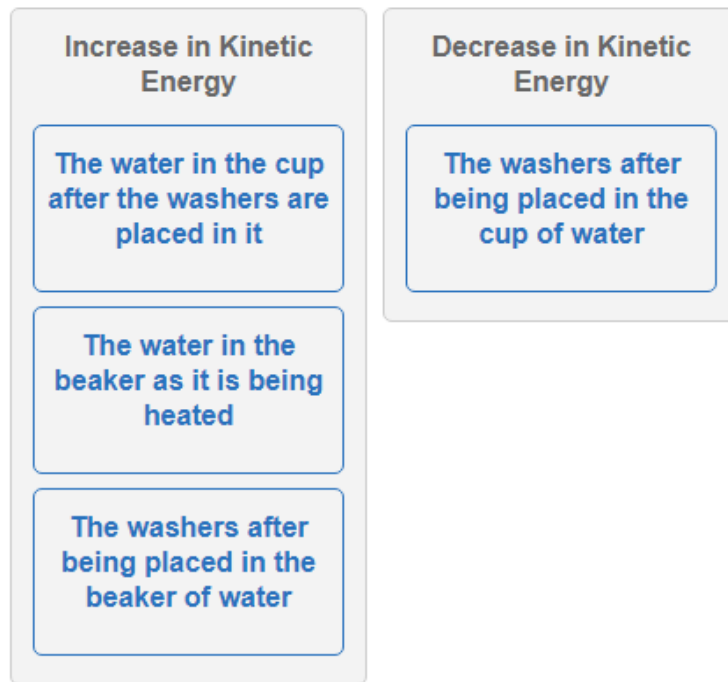 Increase in Kinetic
Energy
The water in the cup
after the washers are
placed in it
The water in the
beaker as it is being
heated
The washers after
being placed in the
beaker of water
Decrease in Kinetic
Energy
The washers after
being placed in the
cup of water